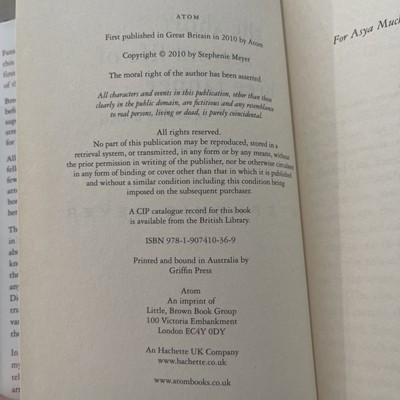 ATOM
First published in Great Britain in 2010 by Atom
Copyright © 2010 by Stephenie Meyer
The moral right of the author has been asserted.
All characters and events in this publication, other than those
clearly in the public domain, are fictitious and any resemblance
to real persons, living or dead, is purely coincidental.
All rights reserved.
No part of this publication may be reproduced, stored in a
retrieval system, or transmitted, in any form or by any means, without
the prior permission in writing of the publisher, nor be otherwise circulated
in any form of binding or cover other than that in which it is published
and without a similar condition including this condition being
imposed on the subsequent purchaser.
A CIP catalogue record for this book
is available from the British Library.
ISBN 978-1-907410-36-9
Printed and bound in Australia by
Griffin Press
Atom
An imprint of
Little, Brown Book Group
100 Victoria Embankment
London EC4Y 0DY
An Hachette UK Company
www.hachette.co.uk
www.atombooks.co.uk
For Asya Much